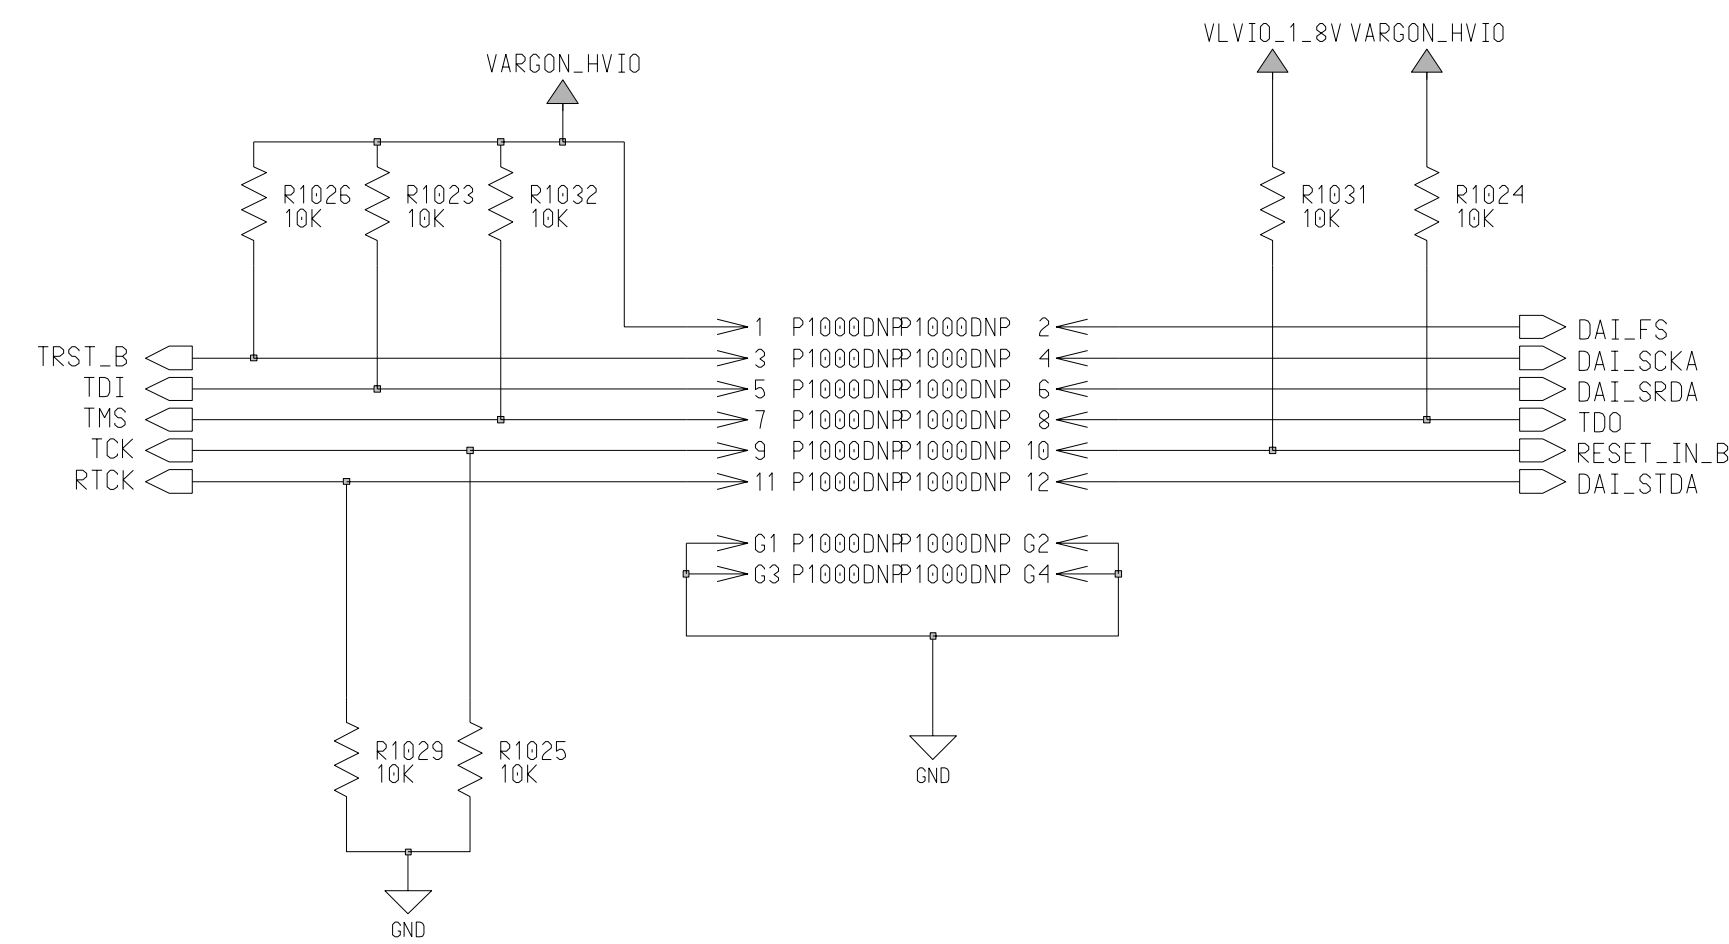 VLVIO_1_8V VARGON_HVIO
VARGON_HVIO
R1026 R1023 R1032 R1031 R1024
10K 10K 10K 10K 10K
1 P1000DNP P1000DNP 2 DAI_FS
TRST_B 3 P1000DNP P1000DNP 4 DAI_SCKA
TDI 5 P1000DNP P1000DNP 6 DAI_SRDA
TMS 7 P1000DNP P1000DNP 8 TDO
TCK 9 P1000DNP P1000DNP 10 RESET_IN_B
RTCK 11 P1000DNP P1000DNP 12 DAI_STDA
G1 P1000DNP P1000DNP G2
G3 P1000DNP P1000DNP G4
R1029 R1025
10K 10K
GND
GND